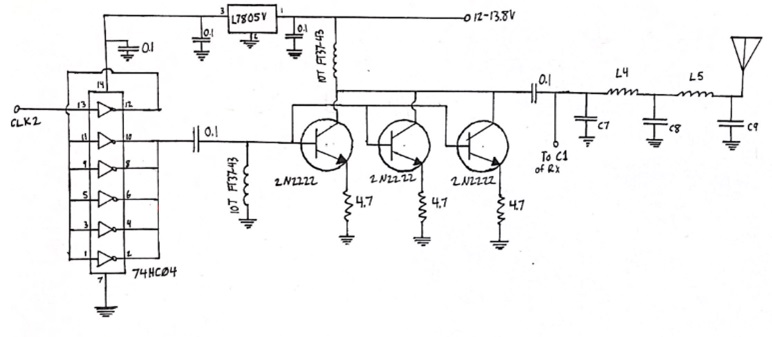 3 L7805V 1 12-13.8V
0.1 2 0.1
0.1
10T FT37-43
14
13 12
CLK2
0.1 L4 L5
11 10 0.1
C7 C8 C9
9 8
To C1
of Rx
10T FT37-43
2N2222 2N2222 2N2222
5 6
4.7 4.7 4.7
3 4
1 2
7 74HC04